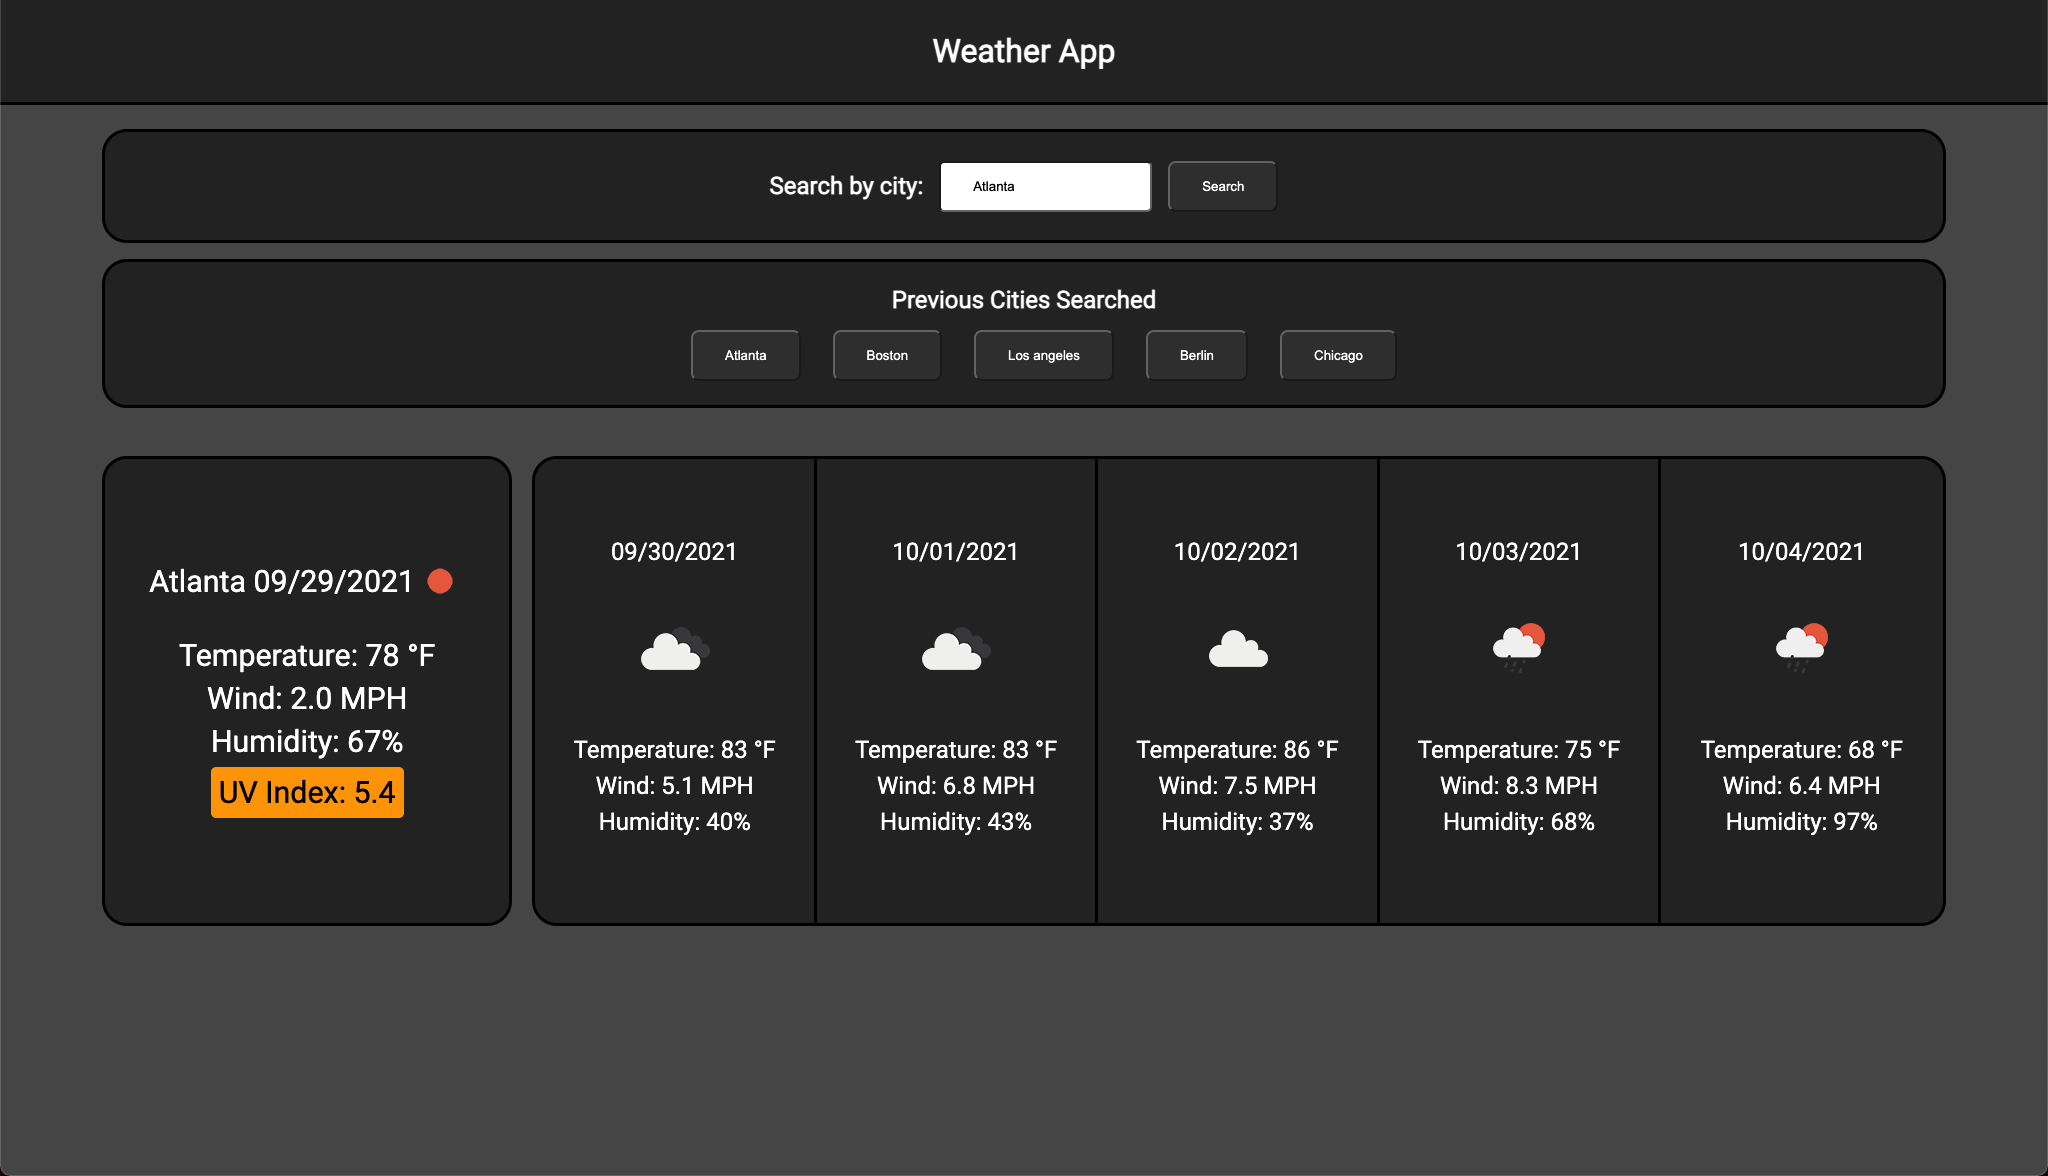 Weather App
Search by city: Atlanta Search
Previous Cities Searched
Atlanta Boston Los angeles Berlin Chicago
Atlanta 09/29/2021
Temperature: 78 °F
Wind: 2.0 MPH
Humidity: 67%
UV Index: 5.4
09/30/2021
Temperature: 83 °F
Wind: 5.1 MPH
Humidity: 40%
10/01/2021
Temperature: 83 °F
Wind: 6.8 MPH
Humidity: 43%
10/02/2021
Temperature: 86 °F
Wind: 7.5 MPH
Humidity: 37%
10/03/2021
Temperature: 75 °F
Wind: 8.3 MPH
Humidity: 68%
10/04/2021
Temperature: 68 °F
Wind: 6.4 MPH
Humidity: 97%